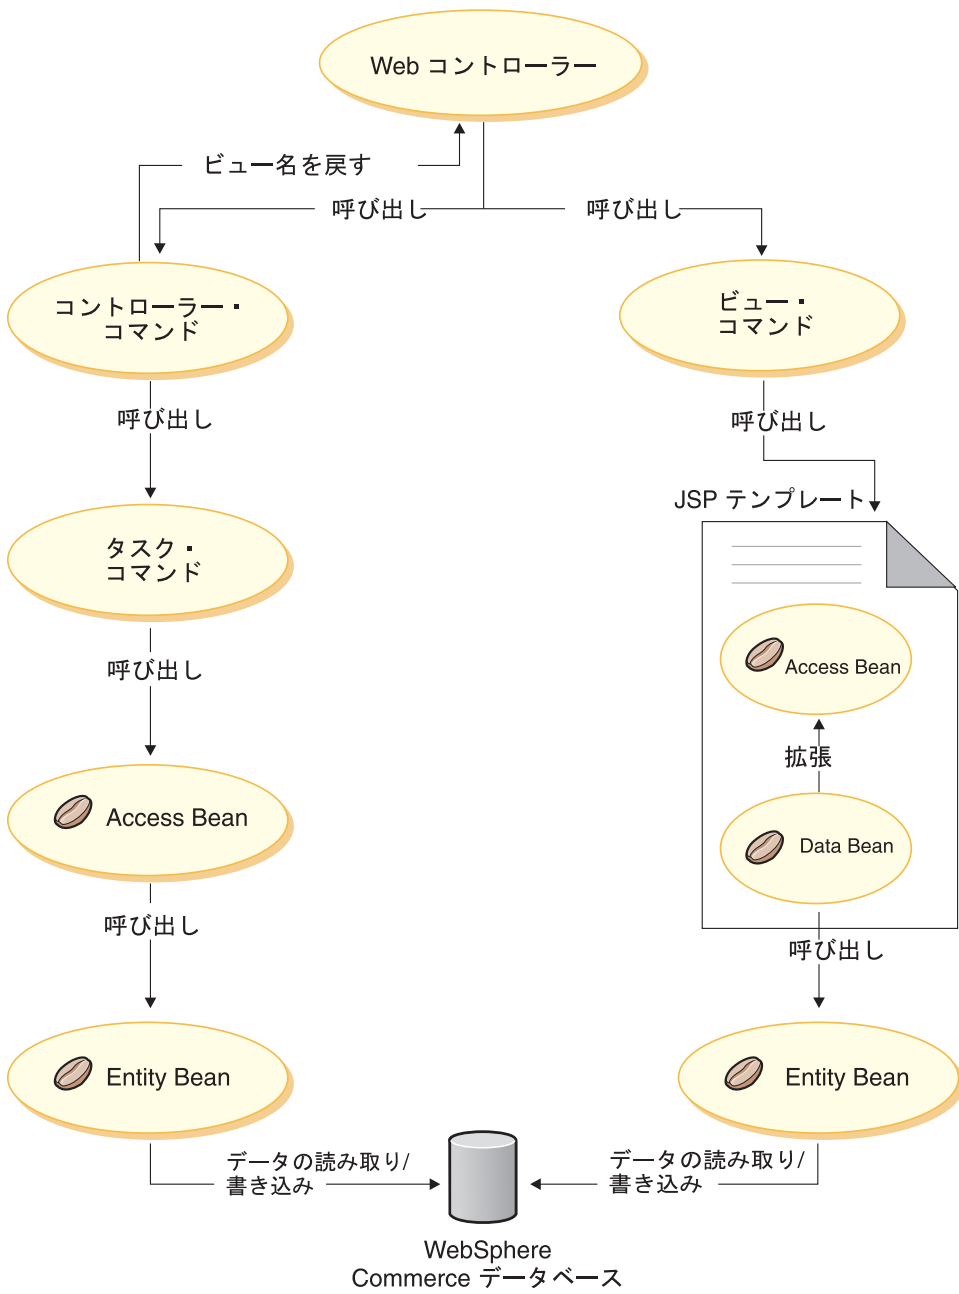 Web コントローラー
ビュー名を戻す
呼び出し
呼び出し
コントローラー・
コマンド
ビュー・
コマンド
呼び出し
呼び出し
JSP テンプレート
タスク・
コマンド
呼び出し
Access Bean
拡張
Data Bean
Access Bean
呼び出し
呼び出し
Entity Bean
Entity Bean
データの読み取り/
書き込み
データの読み取り/
書き込み
WebSphere
Commerce データベース